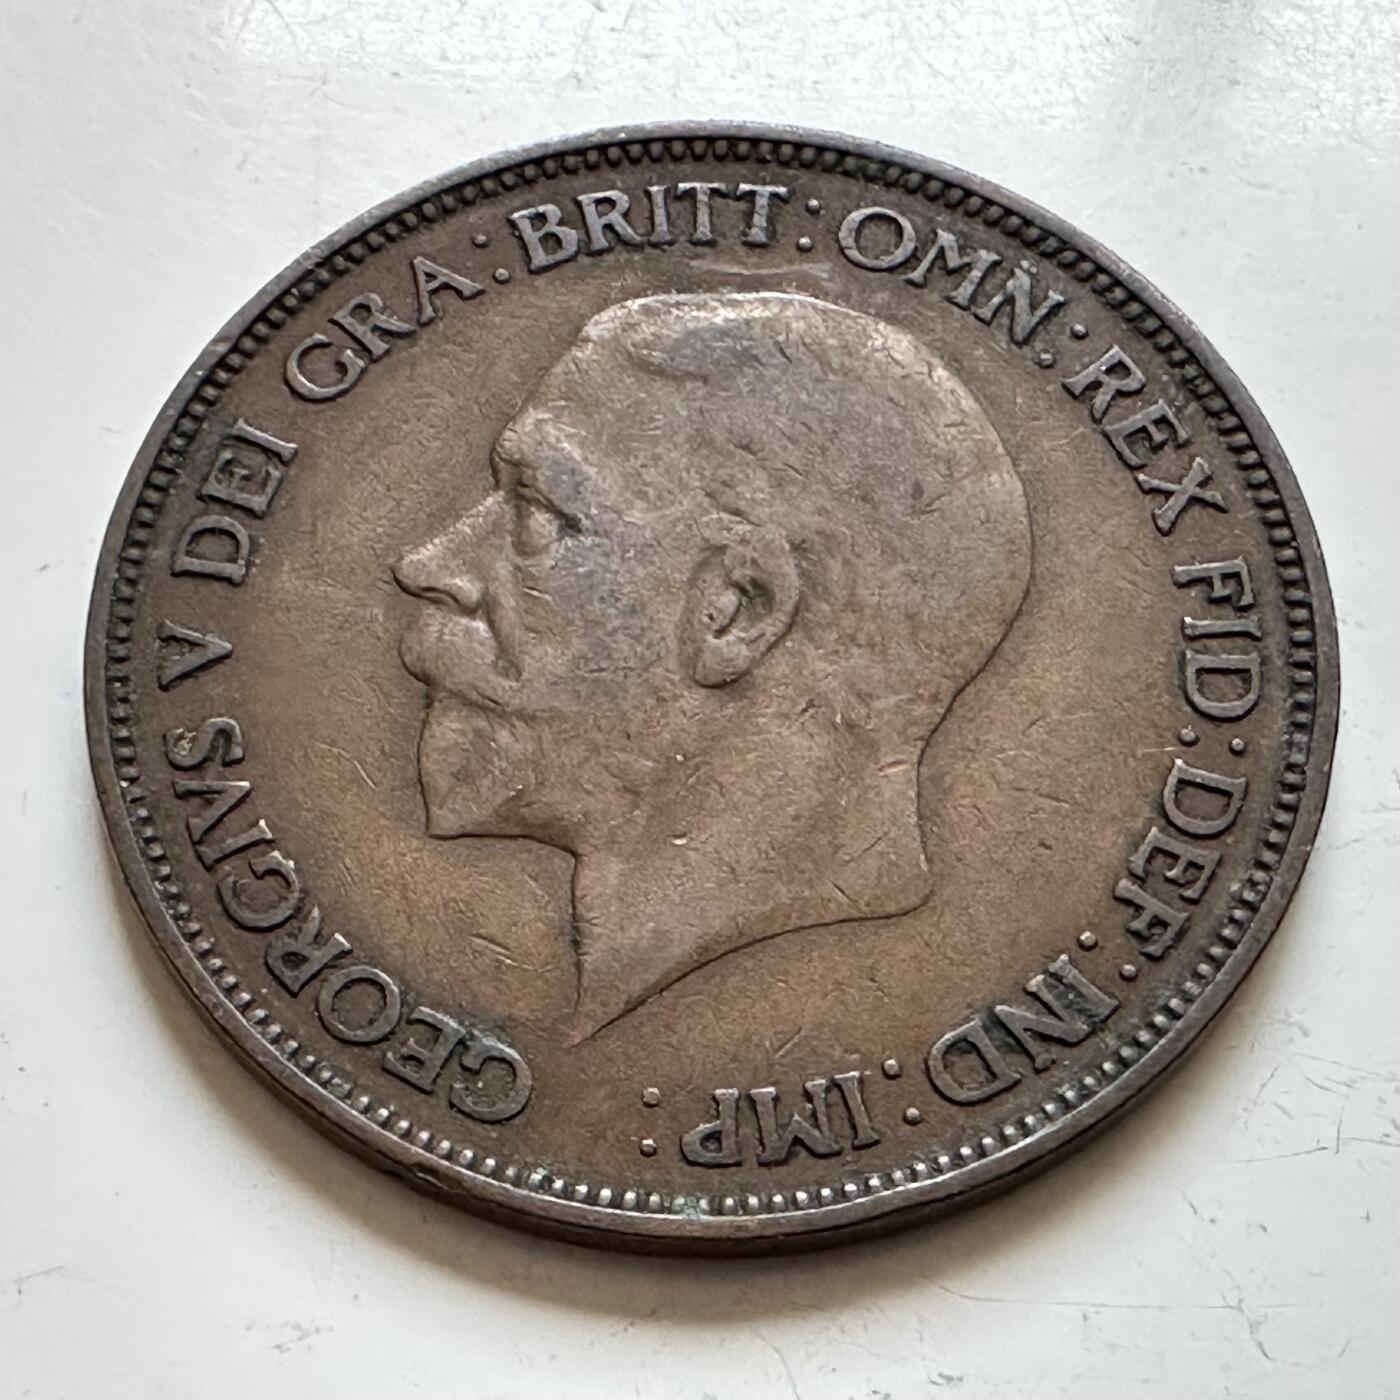 GEORGIVS V DEI GRA: BRITT: OMN: REX FID: DEF: IND: IMP: